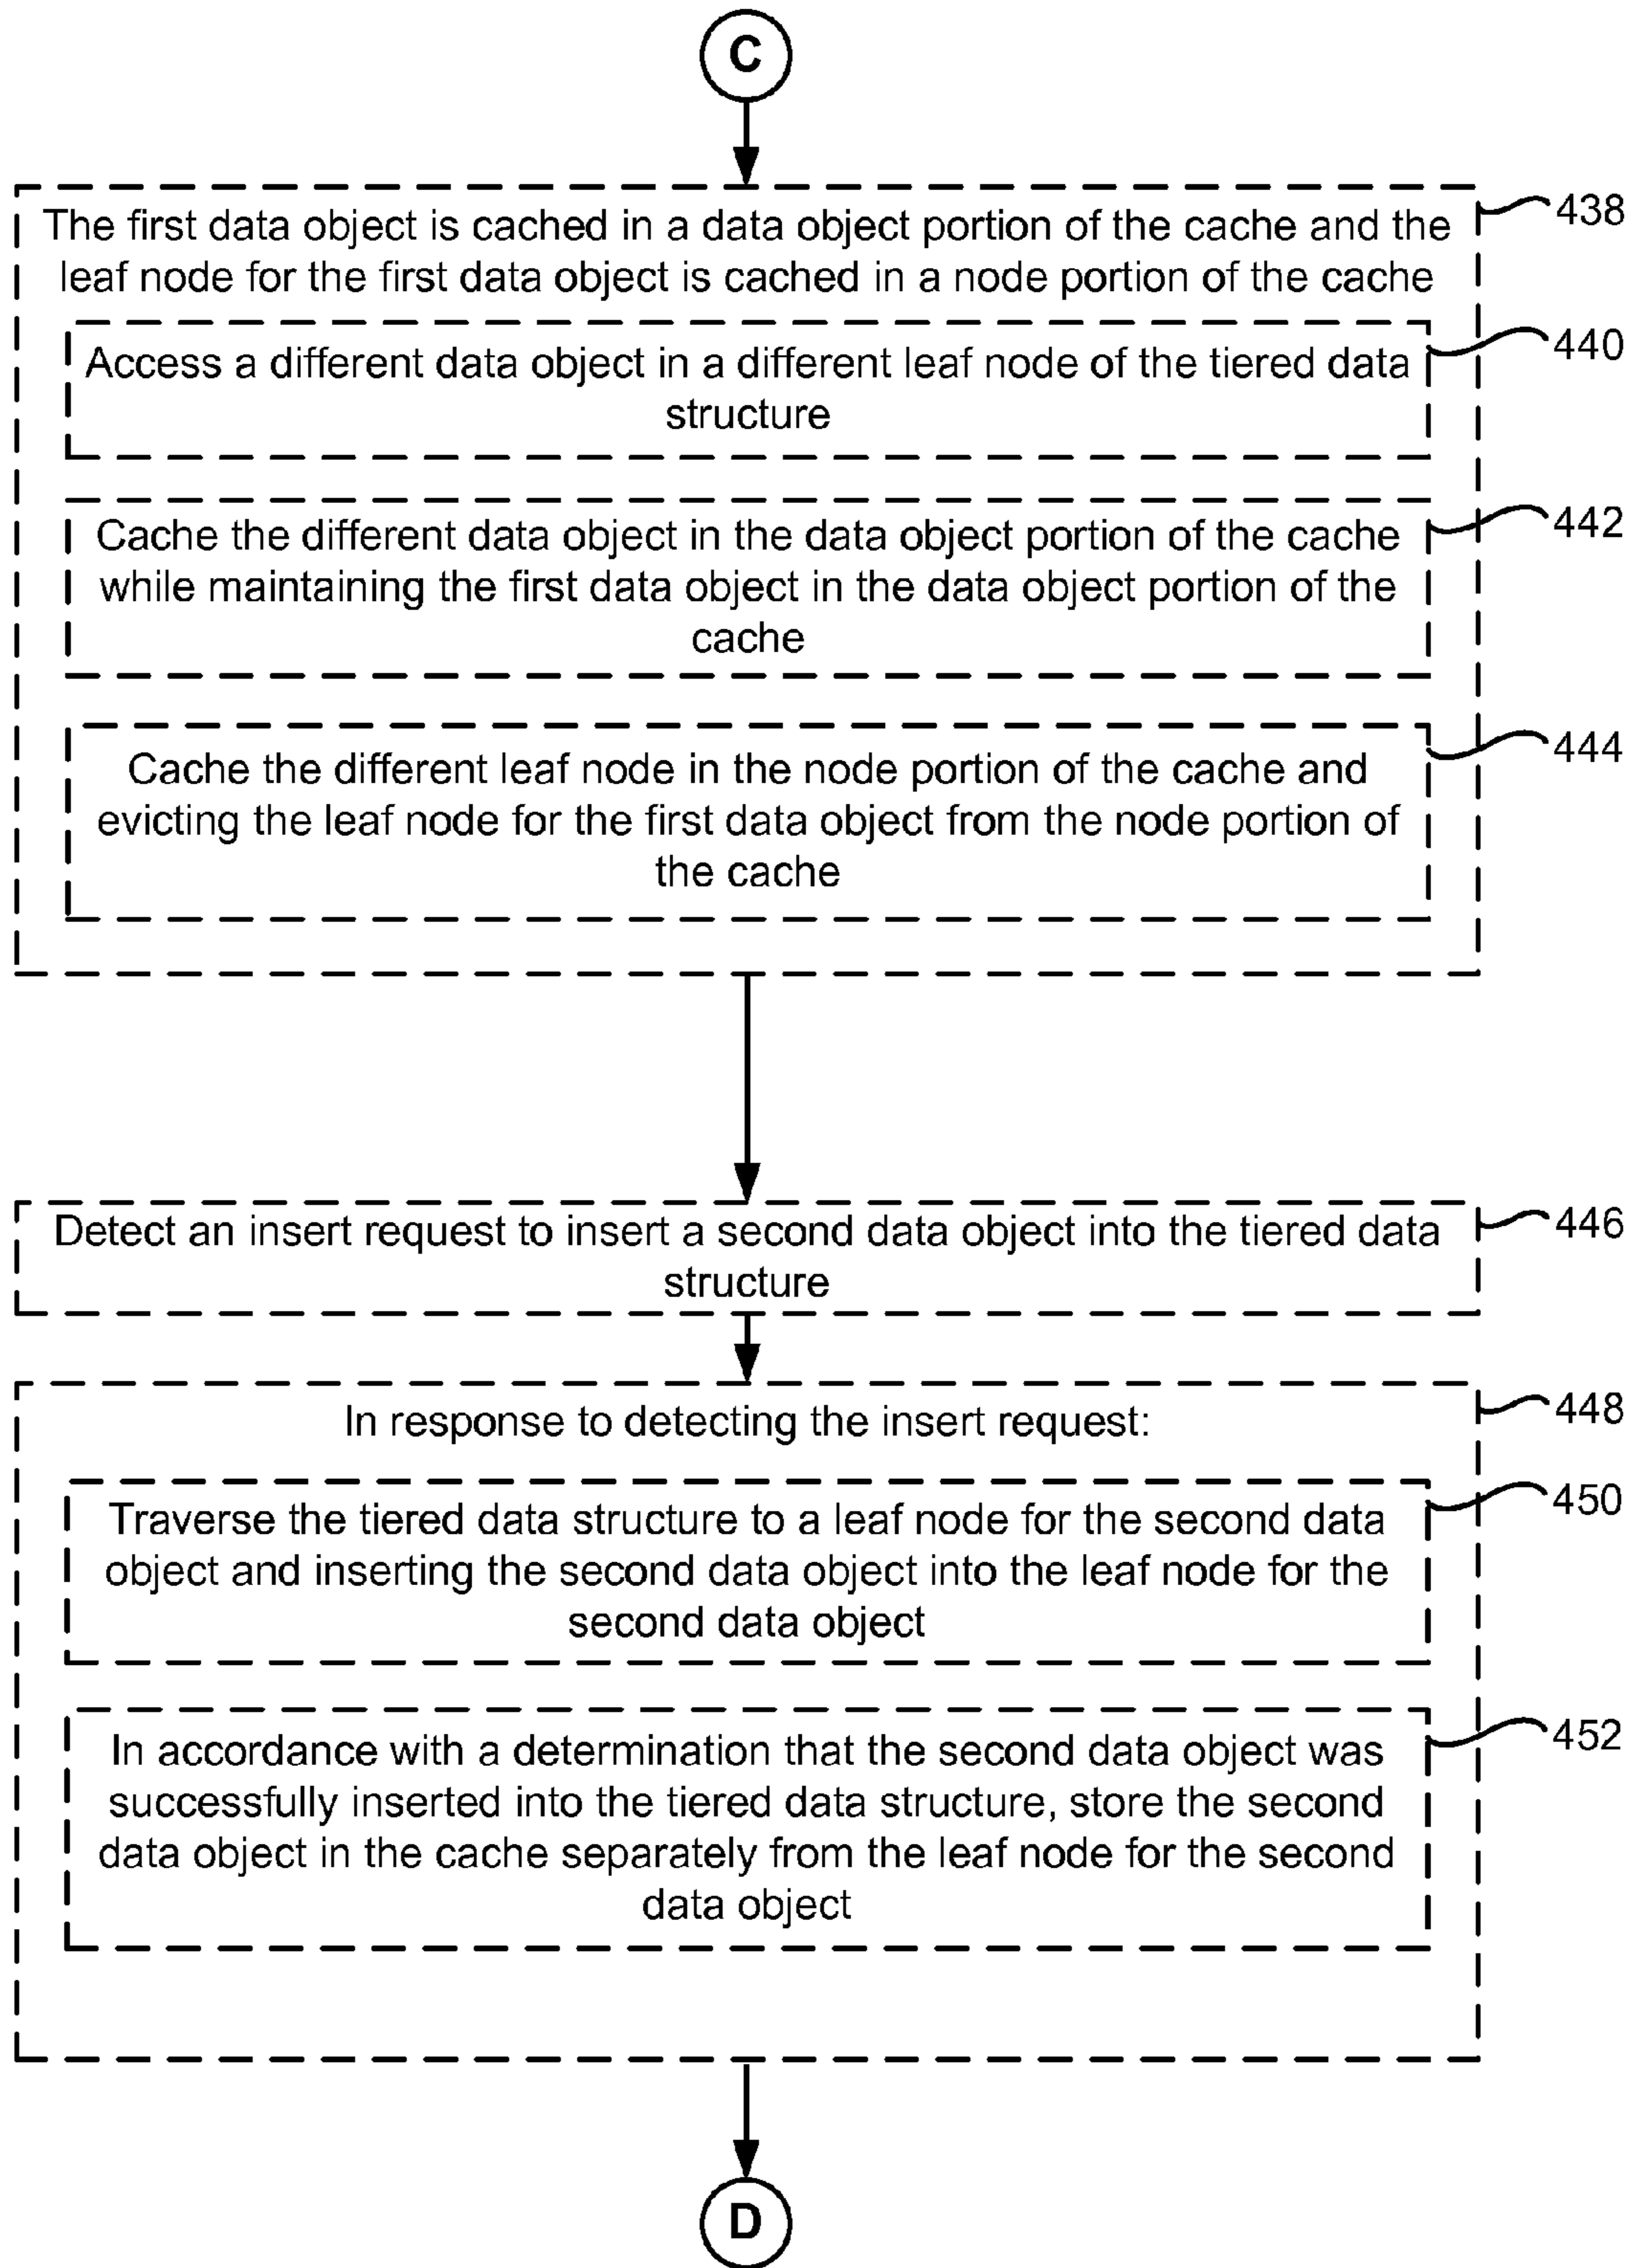 C
The first data object is cached in a data object portion of the cache and the
leaf node for the first data object is cached in a node portion of the cache
438
Access a different data object in a different leaf node of the tiered data
structure
440
Cache the different data object in the data object portion of the cache
while maintaining the first data object in the data object portion of the
cache
442
Cache the different leaf node in the node portion of the cache and
evicting the leaf node for the first data object from the node portion of
the cache
444
Detect an insert request to insert a second data object into the tiered data
structure
446
In response to detecting the insert request:
448
Traverse the tiered data structure to a leaf node for the second data
object and inserting the second data object into the leaf node for the
second data object
450
In accordance with a determination that the second data object was
successfully inserted into the tiered data structure, store the second
data object in the cache separately from the leaf node for the second
data object
452
D